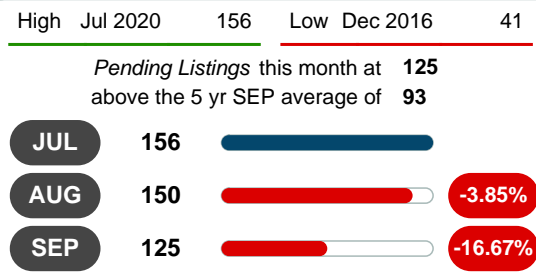 High Jul 2020 156 Low Dec 2016 41
Pending Listings this month at 125
above the 5 yr SEP average of 93
JUL 156
AUG 150 -3.85%
SEP 125 -16.67%